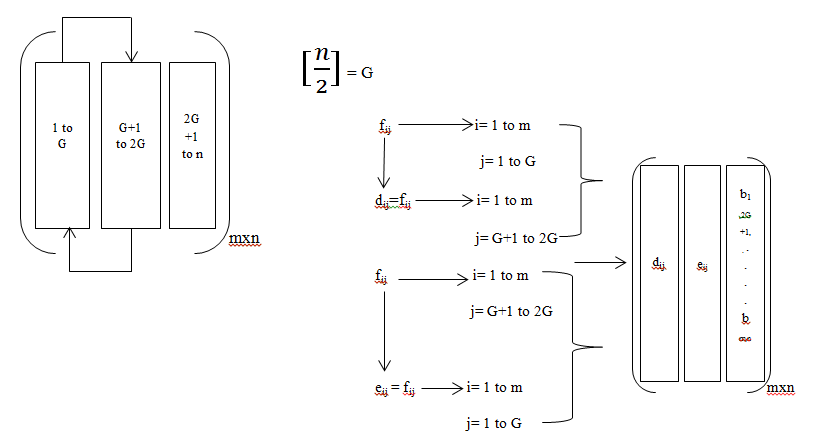 1 to
G
G+1
to 2G
2G
+1
to n
mxn
[n/2] = G
fij
i= 1 to m
j= 1 to G
dij=fij
i= 1 to m
j= G+1 to 2G
fij
i= 1 to m
j= G+1 to 2G
eij = fij
i= 1 to m
j= 1 to G
dij
eij
b1
,2G
+1,
. .
.
.
.
b
mxn